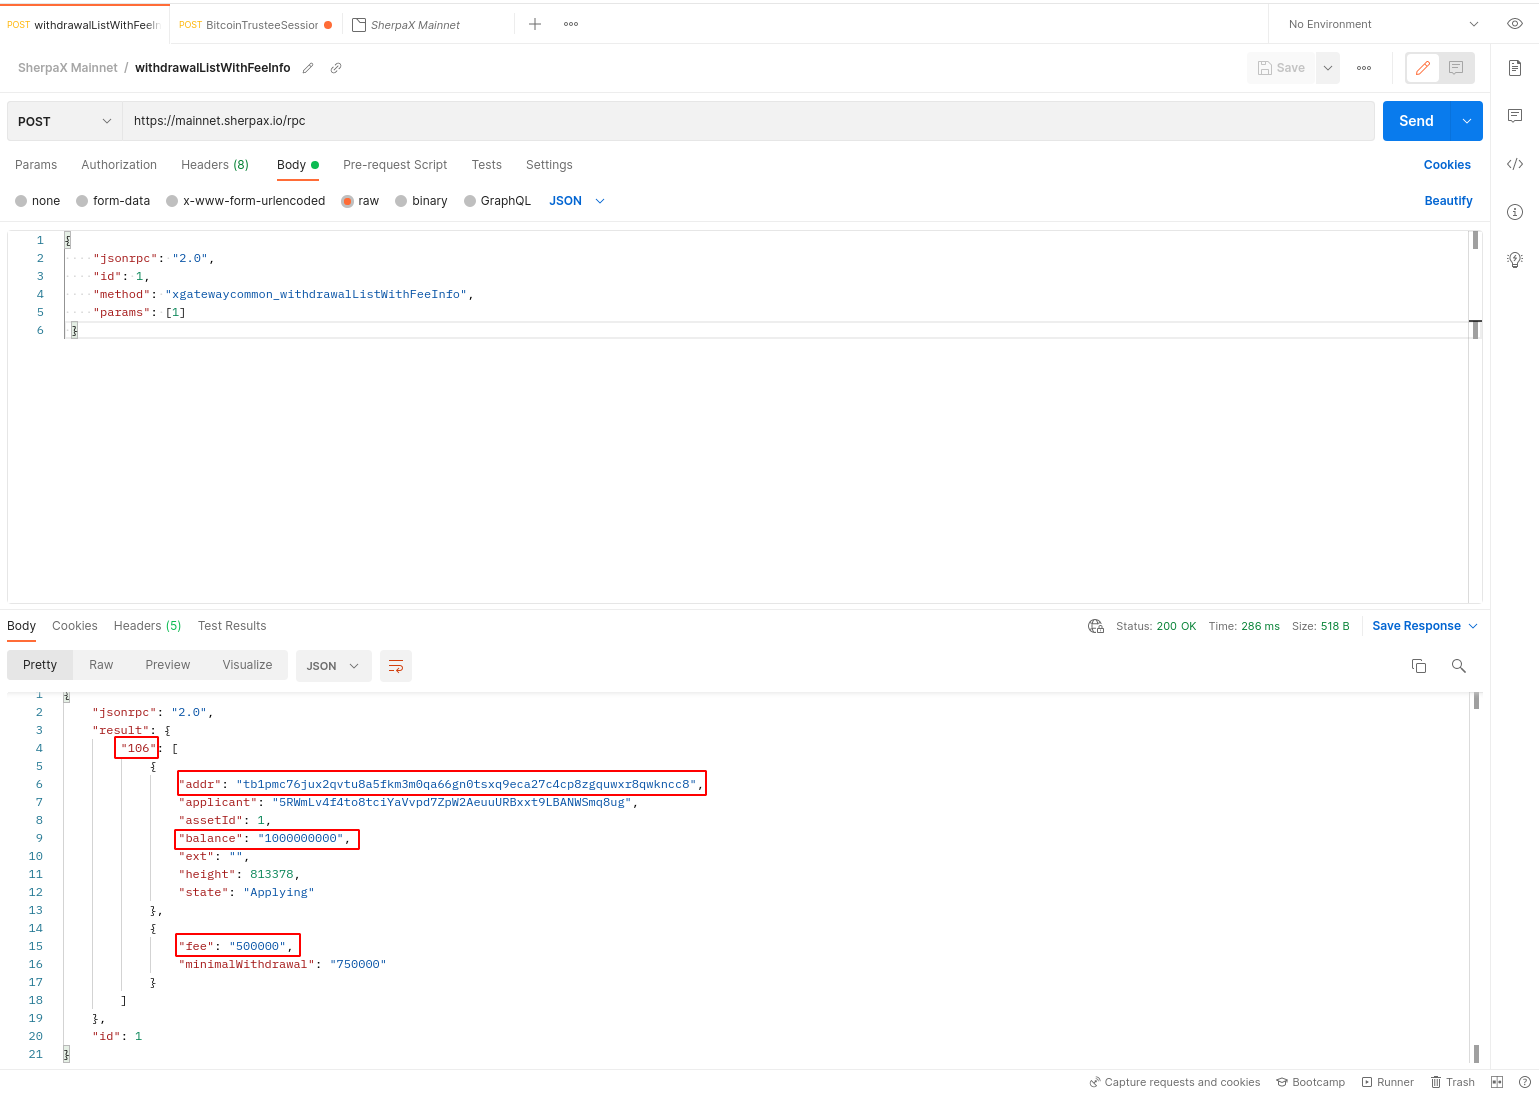 POST withdrawalListWithFeeIn
POST BitcoinTrusteeSession
SherpaX Mainnet
No Environment
SherpaX Mainnet / withdrawalListWithFeeInfo
Save
POST
https://mainnet.sherpax.io/rpc
Send
Params Authorization Headers (8) Body Pre-request Script Tests Settings
Cookies
none form-data x-www-form-urlencoded raw binary GraphQL JSON
Beautify
1 {
2 "jsonrpc": "2.0",
3 "id": 1,
4 "method": "xgatewaycommon_withdrawalListWithFeeInfo",
5 "params": [1]
6 }
Body Cookies Headers (5) Test Results
Status: 200 OK Time: 286 ms Size: 518 B
Save Response
Pretty Raw Preview Visualize JSON
1 {
2 "jsonrpc": "2.0",
3 "result": {
4 "106": [
5 {
6 "addr": "tb1pmc76jux2qvtu8a5fkm3m0qa66gn0tsxq9eca27c4cp8zgquwxr8qwkncc8",
7 "applicant": "5RWmLv4f4to8tciYaVvpd7ZpW2AeuuURBxxt9LBANWSmq8ug",
8 "assetId": 1,
9 "balance": "1000000000",
10 "ext": "",
11 "height": 813378,
12 "state": "Applying"
13 },
14 {
15 "fee": "500000",
16 "minimalWithdrawal": "750000"
17 }
18 ]
19 },
20 "id": 1
21 }
Capture requests and cookies Bootcamp Runner Trash